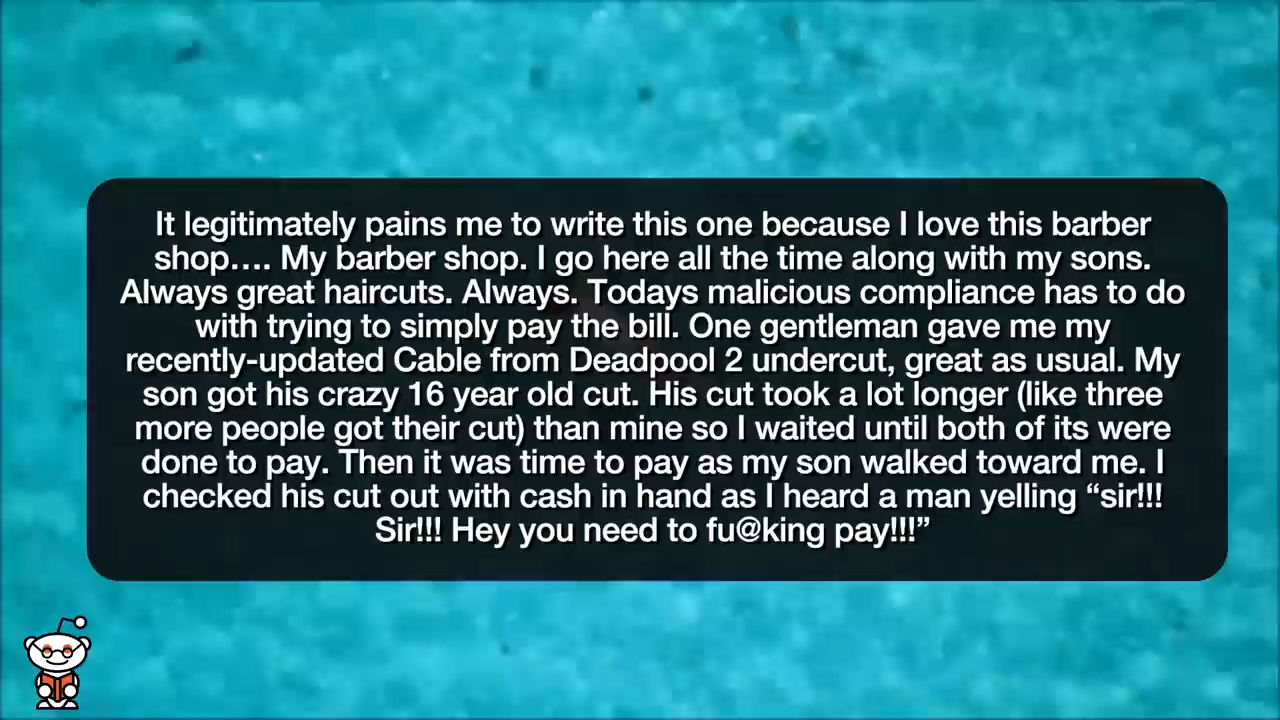 It legitimately pains me to write this one because I love this barber
shop…. My barber shop. I go here all the time along with my sons.
Always great haircuts. Always. Todays malicious compliance has to do
with trying to simply pay the bill. One gentleman gave me my
recently-updated Cable from Deadpool 2 undercut, great as usual. My
son got his crazy 16 year old cut. His cut took a lot longer (like three
more people got their cut) than mine so I waited until both of its were
done to pay. Then it was time to pay as my son walked toward me. I
checked his cut out with cash in hand as I heard a man yelling “sir!!!
Sir!!! Hey you need to fu@king pay!!!”